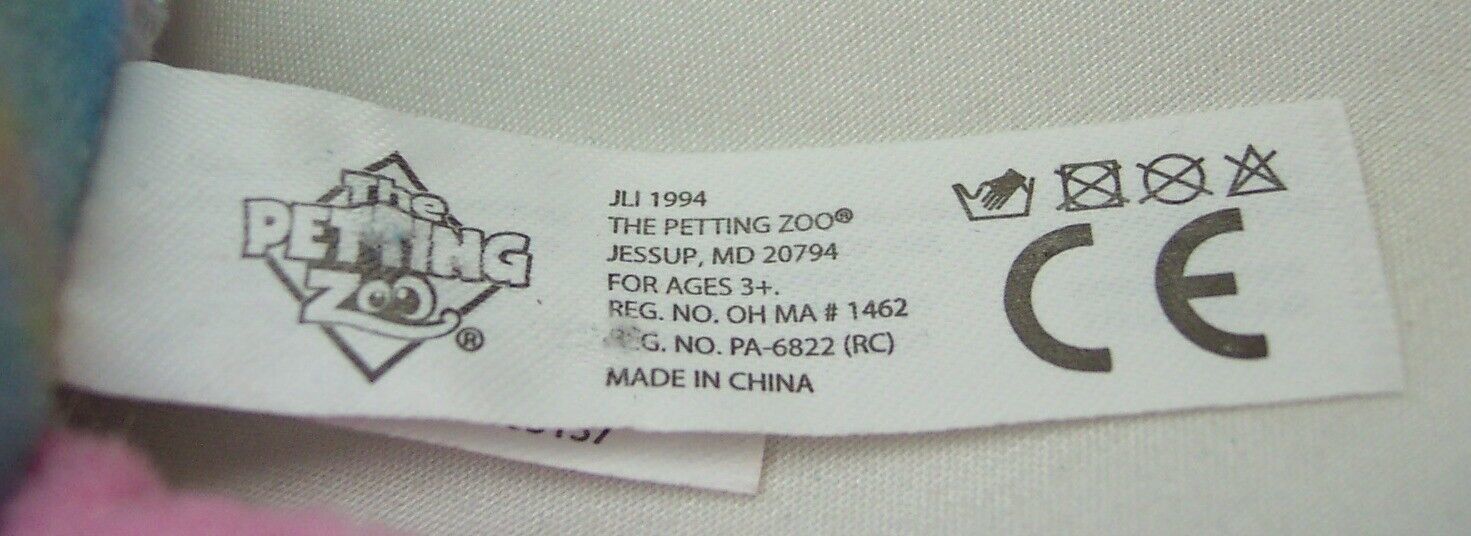 The
PETTING
ZOO®
JLI 1994
THE PETTING ZOO®
JESSUP, MD 20794
FOR AGES 3+.
REG. NO. OH MA # 1462
REG. NO. PA-6822 (RC)
MADE IN CHINA
CE